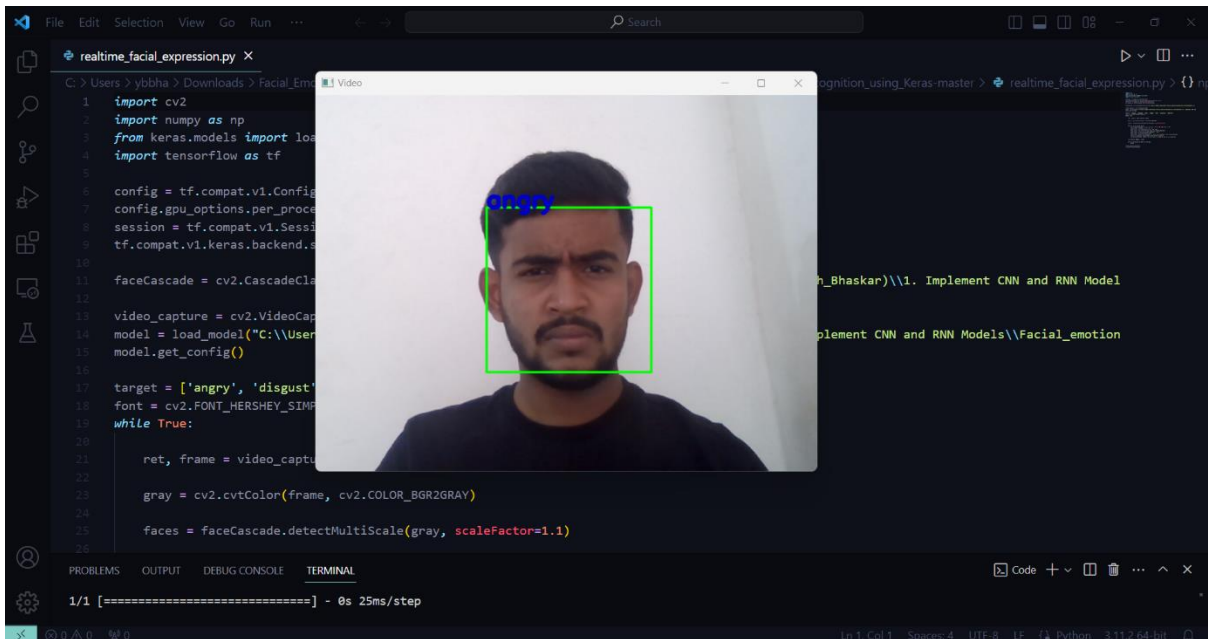 File Edit Selection View Go Run ... Search
realtime_facial_expression.py
C: > Users > ybbha > Downloads > Facial_Emo
Video
ognition_using_Keras-master > realtime_facial_expression.py > {} np
1 import cv2
2 import numpy as np
3 from keras.models import loa
4 import tensorflow as tf
5
6 config = tf.compat.v1.Config
7 config.gpu_options.per_proce
8 session = tf.compat.v1.Sessi
9 tf.compat.v1.keras.backend.s
10
11 faceCascade = cv2.CascadeCla h_Bhaskar)\\1. Implement CNN and RNN Model
12
13 video_capture = cv2.VideoCap
14 model = load_model("C:\\User plement CNN and RNN Models\\Facial_emotion
15 model.get_config()
16
17 target = ['angry', 'disgust'
18 font = cv2.FONT_HERSHEY_SIMP
19 while True:
20
21 ret, frame = video_captu
22
23 gray = cv2.cvtColor(frame, cv2.COLOR_BGR2GRAY)
24
25 faces = faceCascade.detectMultiScale(gray, scaleFactor=1.1)
26
angry
PROBLEMS OUTPUT DEBUG CONSOLE TERMINAL Code
1/1 [==============================] - 0s 25ms/step
0 0 0 Ln 1, Col 1 Spaces: 4 UTF-8 LF Python 3.11.2 64-bit